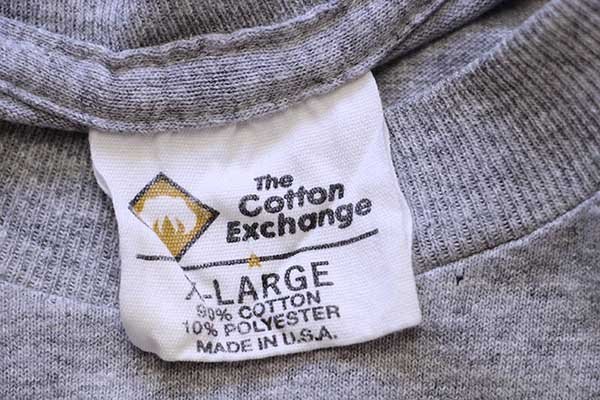 The
Cotton
Exchange
X-LARGE
90% COTTON
10% POLYESTER
MADE IN U.S.A.